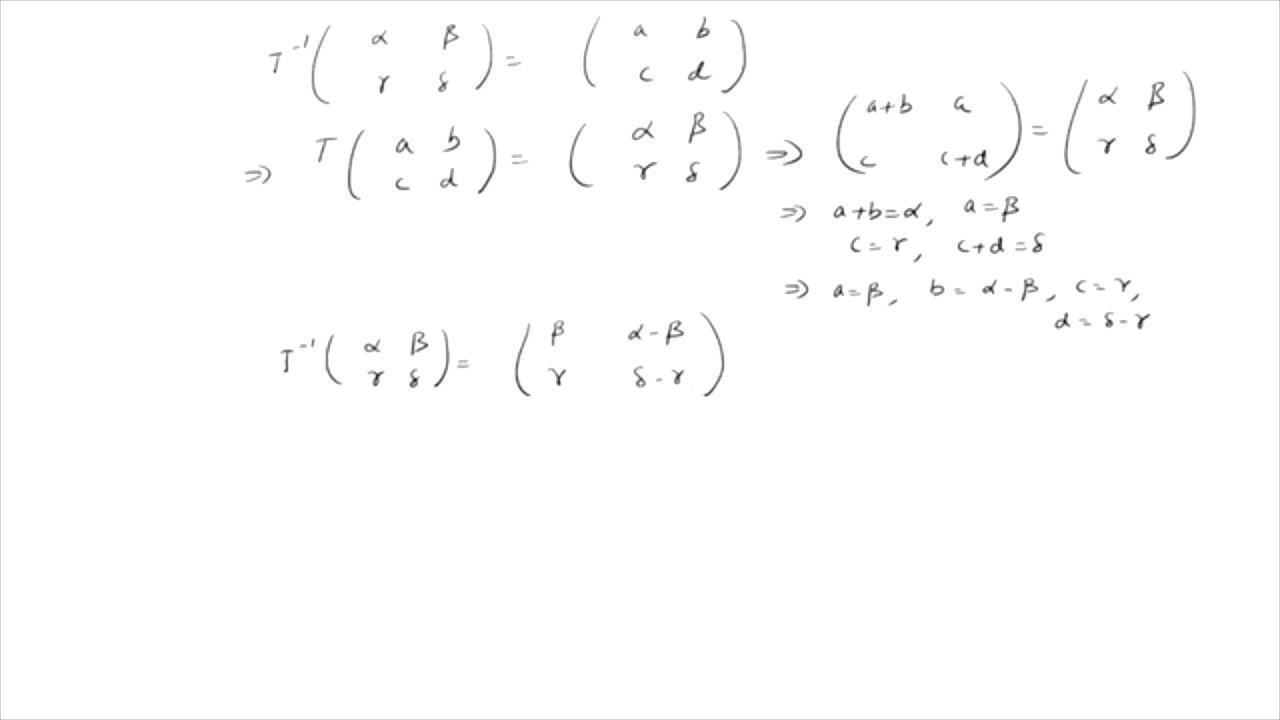 T⁻¹ ( α β ) = ( a b )
( γ δ ) ( c d )
⇒ T ( a b ) = ( α β ) ⇒ ( a+b a ) = ( α β )
( c d ) ( γ δ ) ( c c+d ) ( γ δ )
⇒ a+b=α, a=β
c=γ, c+d=δ
⇒ a=β, b=α-β, c=γ,
d=δ-γ
T⁻¹ ( α β ) = ( β α-β )
( γ δ ) ( γ δ-γ )